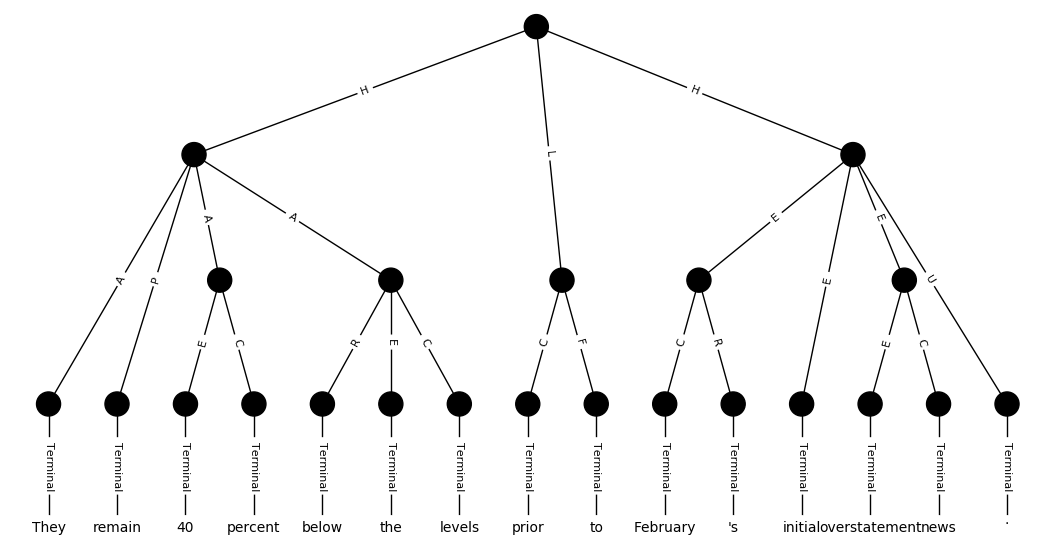 H L H
A P A A E E E U
E C R E C C F C R E C
Terminal Terminal Terminal Terminal Terminal Terminal Terminal Terminal Terminal Terminal Terminal Terminal Terminal Terminal Terminal
They remain 40 percent below the levels prior to February 's initial overstatement news .